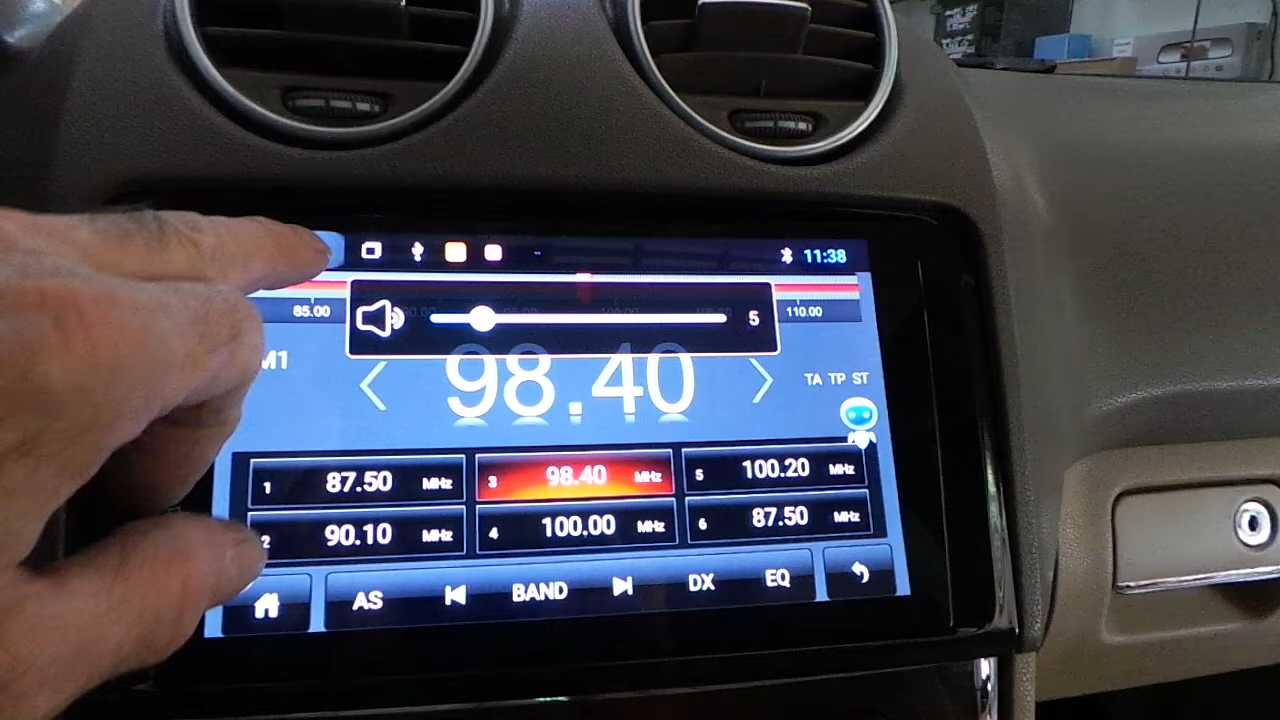 11:38
85.00
110.00
5
M1
98.40
TA TP ST
1 87.50 MHz
3 98.40 MHz
5 100.20 MHz
2 90.10 MHz
4 100.00 MHz
6 87.50 MHz
AS BAND DX EQ